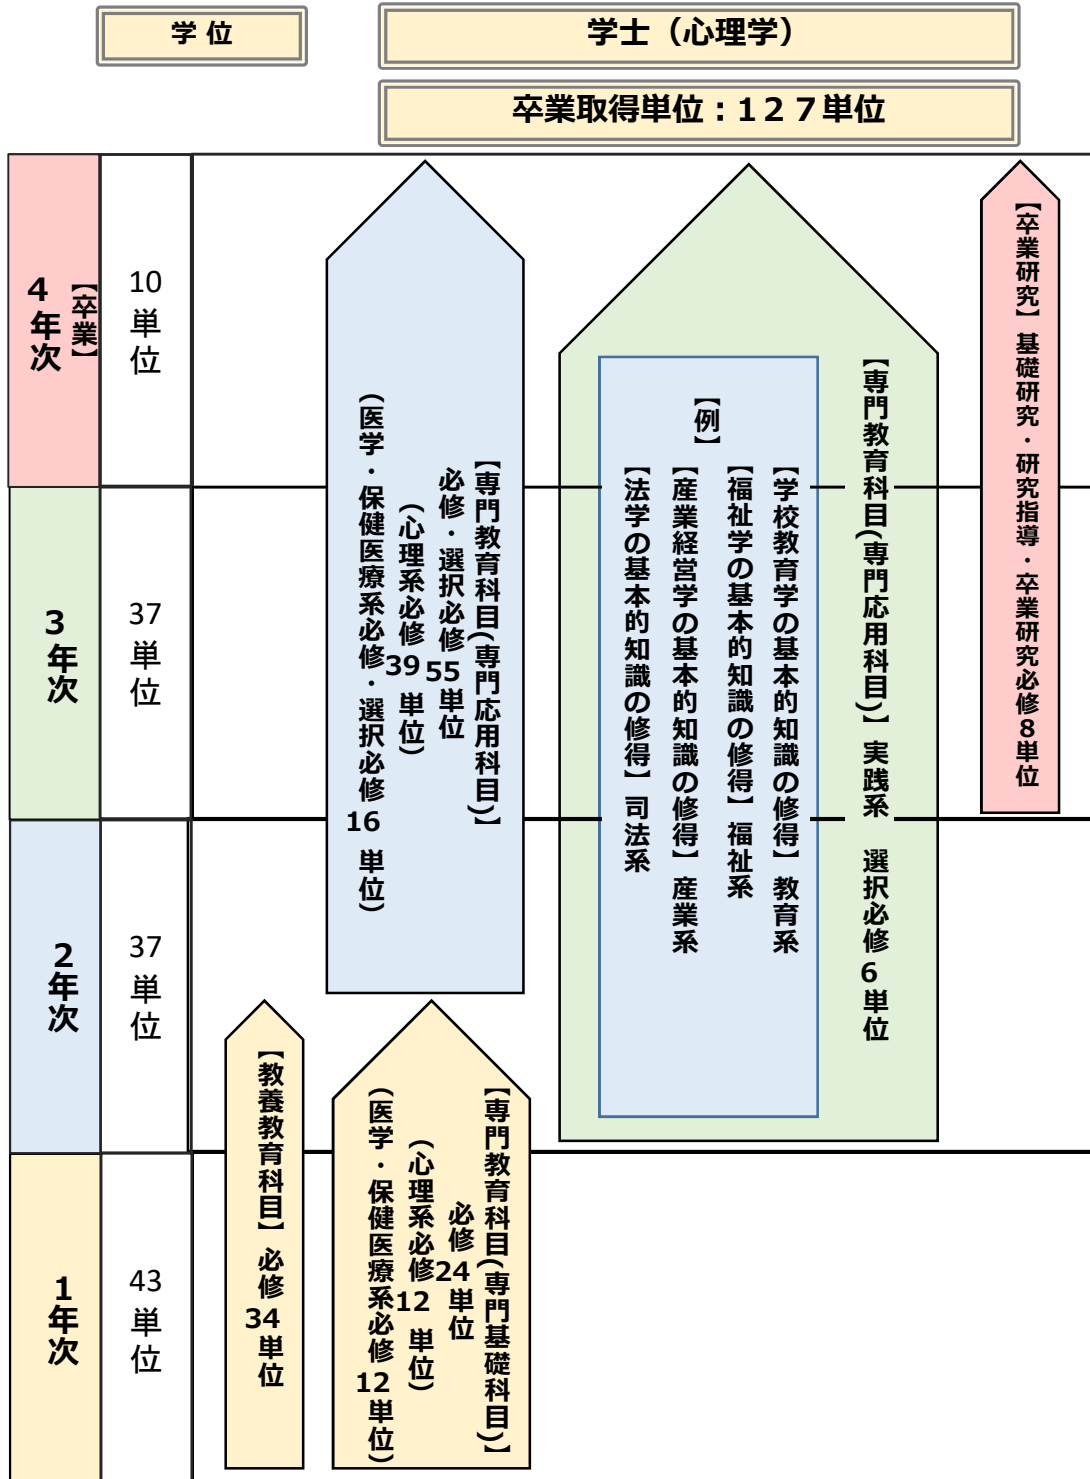 学 位
学士（心理学）
卒業取得単位：１２７単位
4年次
【卒業】
10単位
3年次
37単位
2年次
37単位
1年次
43単位
【教養教育科目】必修34単位
【専門教育科目(専門基礎科目)】
必修24単位
(心理系必修12単位)
(医学・保健医療系必修12単位)
【専門教育科目(専門応用科目)】
必修・選択必修55単位
(心理系必修39単位)
(医学・保健医療系必修・選択必修16単位)
【専門教育科目(専門応用科目)】実践系　選択必修6単位
【例】
【学校教育学の基本的知識の修得】教育系
【福祉学の基本的知識の修得】福祉系
【産業経営学の基本的知識の修得】産業系
【法学の基本的知識の修得】司法系
【卒業研究】基礎研究・研究指導・卒業研究必修8単位